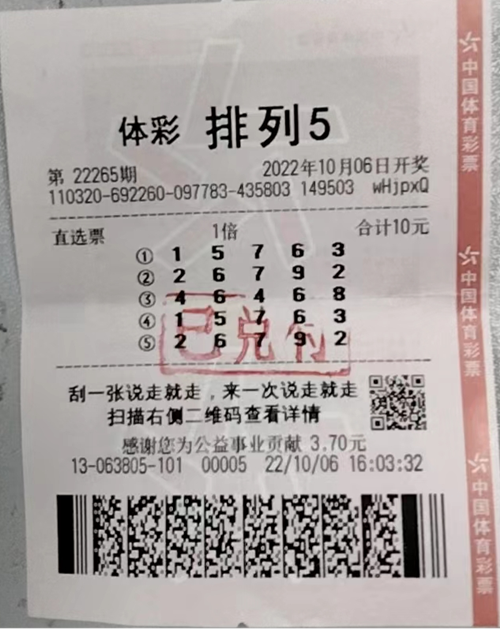 体彩 排列5
第 22265期 2022年10月06日开奖
110320-692260-097783-435803 149503 wHjpxQ
直选票 1倍 合计10元
① 1 5 7 6 3
② 2 6 7 9 2
③ 4 6 4 6 8
④ 1 5 7 6 3
⑤ 2 6 7 9 2
已兑付
刮一张说走就走，来一次说走就走
扫描右侧二维码查看详情
感谢您为公益事业贡献 3.70元
13-063805-101 00005 22/10/06 16:03:32
中国体育彩票
中国体育彩票
中国体育彩票